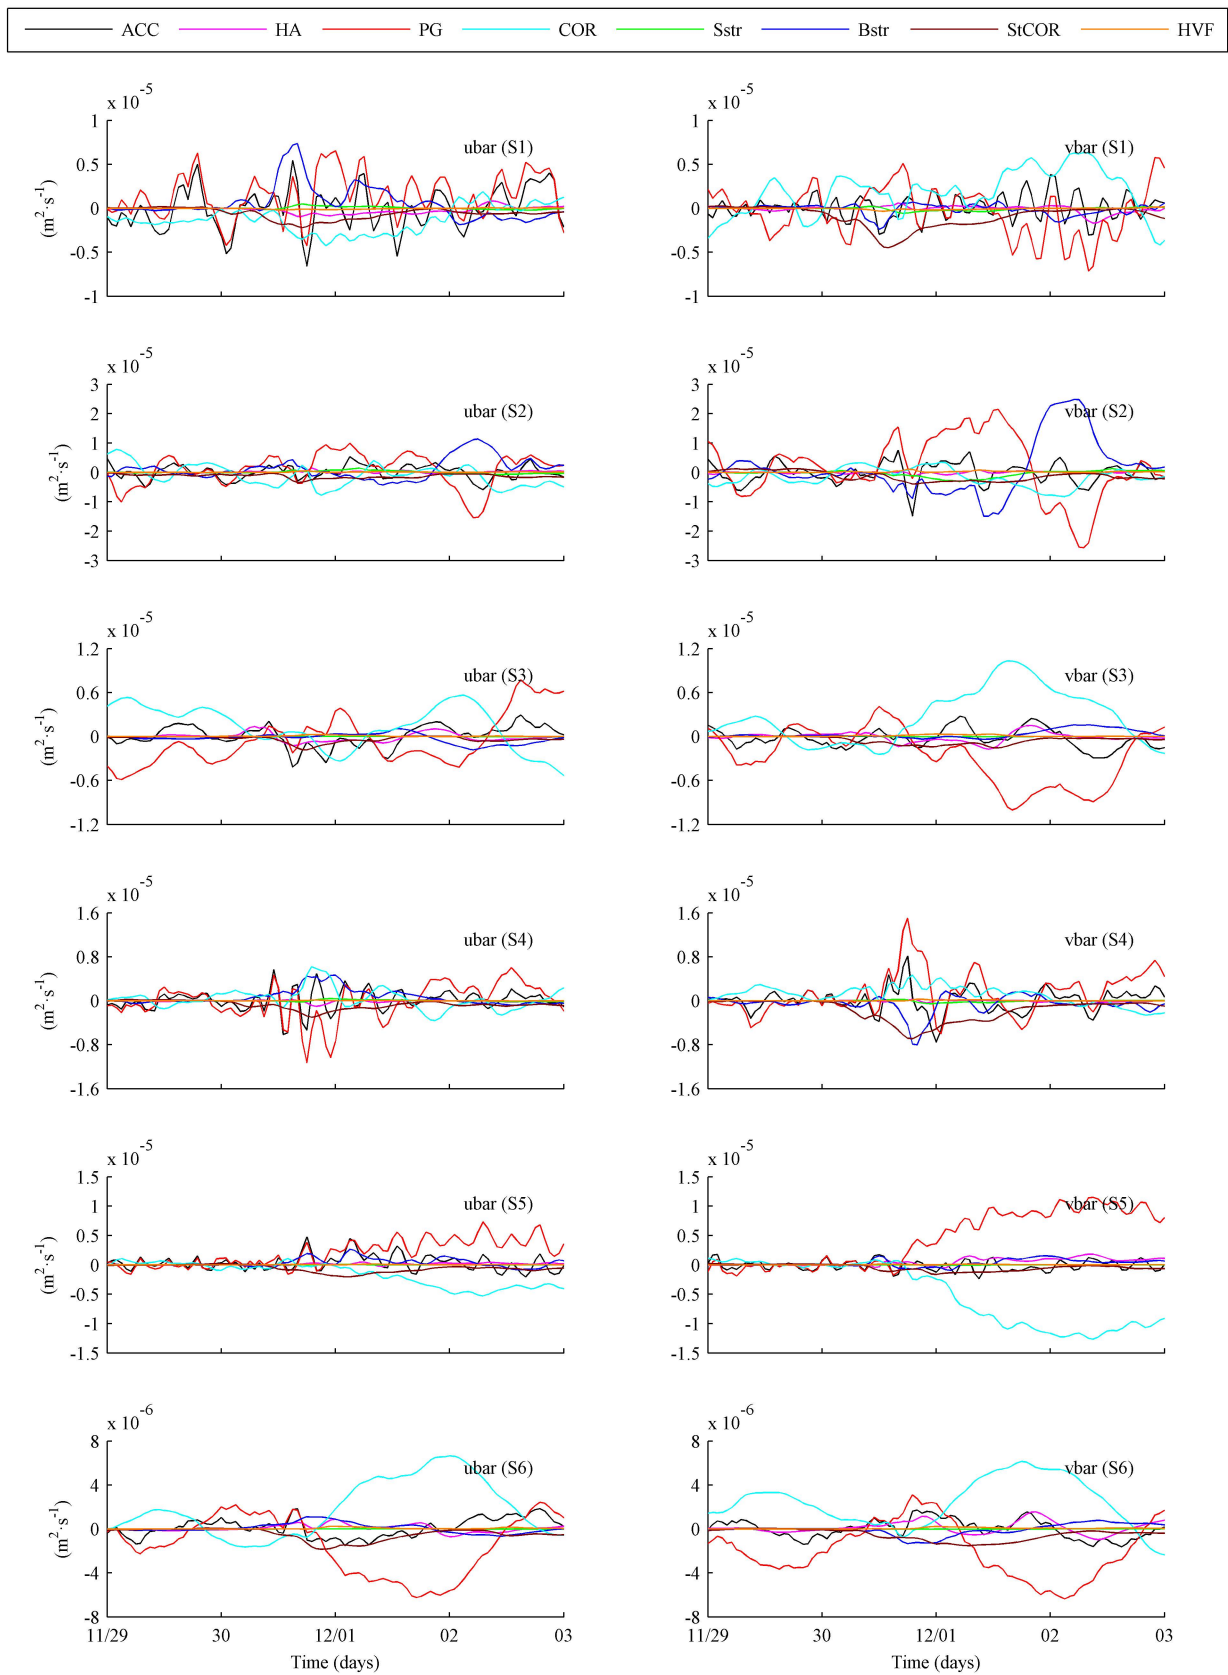 ACC HA PG COR Sstr Bstr StCOR HVF
x 10^-5 x 10^-5
ubar (S1) vbar (S1)
1 0.5 0 -0.5 -1
(m²·s⁻¹)
1 0.5 0 -0.5 -1
x 10^-5 x 10^-5
ubar (S2) vbar (S2)
3 2 1 0 -1 -2 -3
(m²·s⁻¹)
3 2 1 0 -1 -2 -3
x 10^-5 x 10^-5
ubar (S3) vbar (S3)
1.2 0.6 0 -0.6 -1.2
(m²·s⁻¹)
1.2 0.6 0 -0.6 -1.2
x 10^-5 x 10^-5
ubar (S4) vbar (S4)
1.6 0.8 0 -0.8 -1.6
(m²·s⁻¹)
1.6 0.8 0 -0.8 -1.6
x 10^-5 x 10^-5
ubar (S5) vbar (S5)
1.5 1 0.5 0 -0.5 -1 -1.5
(m²·s⁻¹)
1.5 1 0.5 0 -0.5 -1 -1.5
x 10^-6 x 10^-6
ubar (S6) vbar (S6)
8 4 0 -4 -8
(m²·s⁻¹)
8 4 0 -4 -8
11/29 30 12/01 02 03 11/29 30 12/01 02 03
Time (days) Time (days)